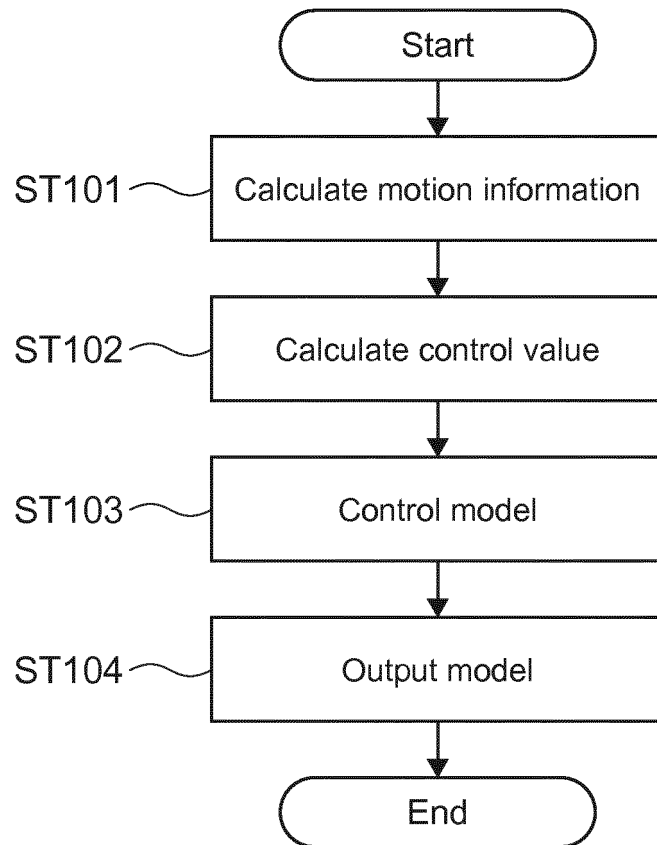 Start
ST101
Calculate motion information
ST102
Calculate control value
ST103
Control model
ST104
Output model
End